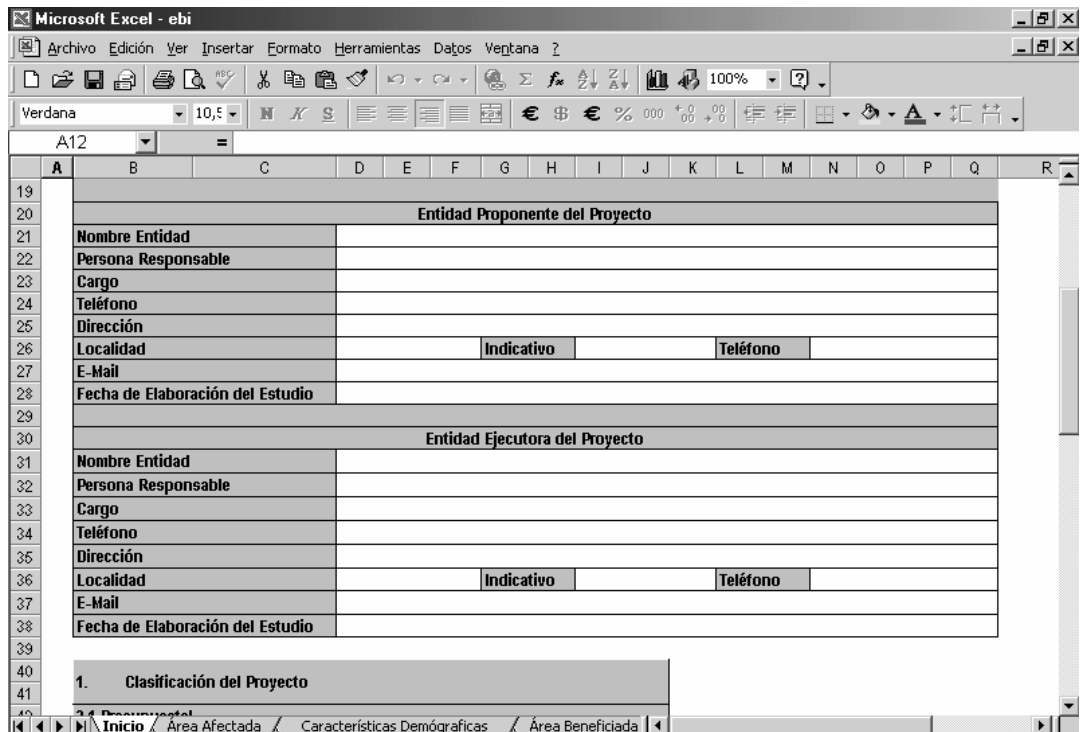 Microsoft Excel - ebi
Archivo Edición Ver Insertar Formato Herramientas Datos Ventana ?
100%
Verdana 10,5 N K S € $ € % 000
A12 =
A B C D E F G H I J K L M N O P Q R
19
20 Entidad Proponente del Proyecto
21 Nombre Entidad
22 Persona Responsable
23 Cargo
24 Teléfono
25 Dirección
26 Localidad Indicativo Teléfono
27 E-Mail
28 Fecha de Elaboración del Estudio
29
30 Entidad Ejecutora del Proyecto
31 Nombre Entidad
32 Persona Responsable
33 Cargo
34 Teléfono
35 Dirección
36 Localidad Indicativo Teléfono
37 E-Mail
38 Fecha de Elaboración del Estudio
39
40
1. Clasificación del Proyecto
41
Inicio Área Afectada Características Demógraficas Área Beneficiada